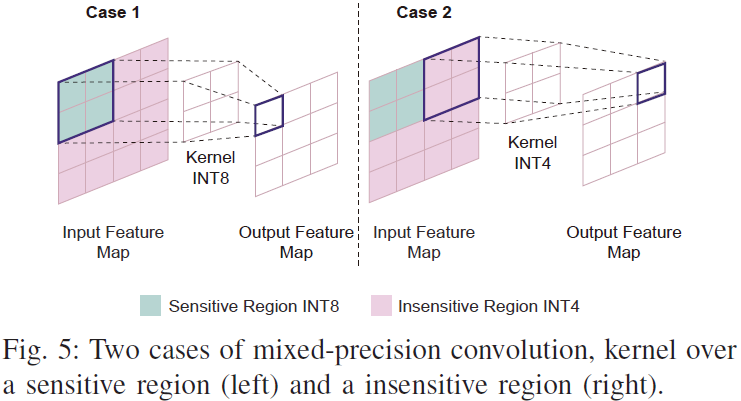 Case 1
Case 2
Kernel
INT8
Kernel
INT4
Input Feature
Map
Output Feature
Map
Input Feature
Map
Output Feature
Map
Sensitive Region INT8
Insensitive Region INT4
Fig. 5: Two cases of mixed-precision convolution, kernel over
a sensitive region (left) and a insensitive region (right).